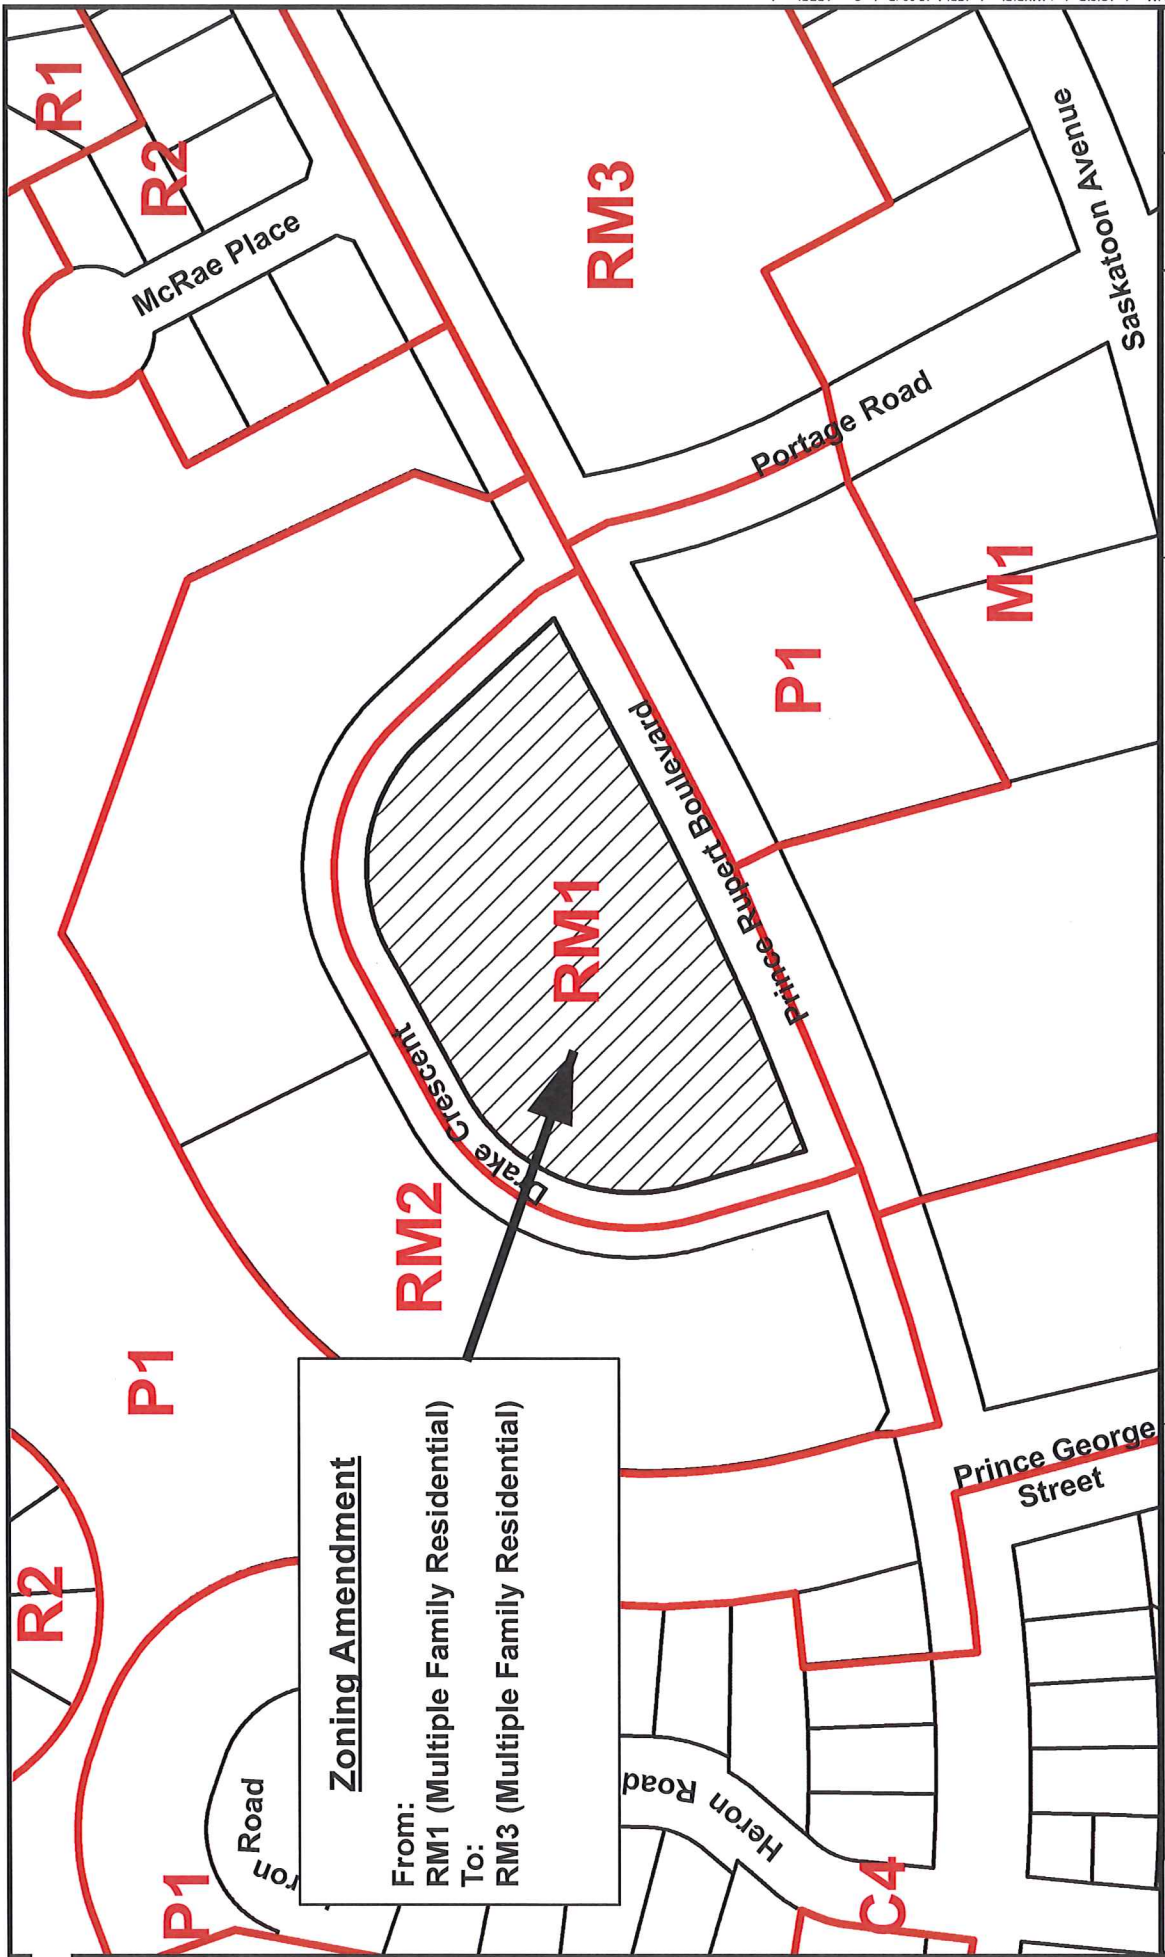 Zoning Amendment
From:
RM1 (Multiple Family Residential)
To:
RM3 (Multiple Family Residential)
P1
Road
ron
R2
P1
RM2
Drake Crescent
RM1
Prince Rupert Boulevard
McRae Place
R2
R1
RM3
Portage Road
Saskatoon Avenue
P1
M1
Prince George
Street
Heron Road
C4